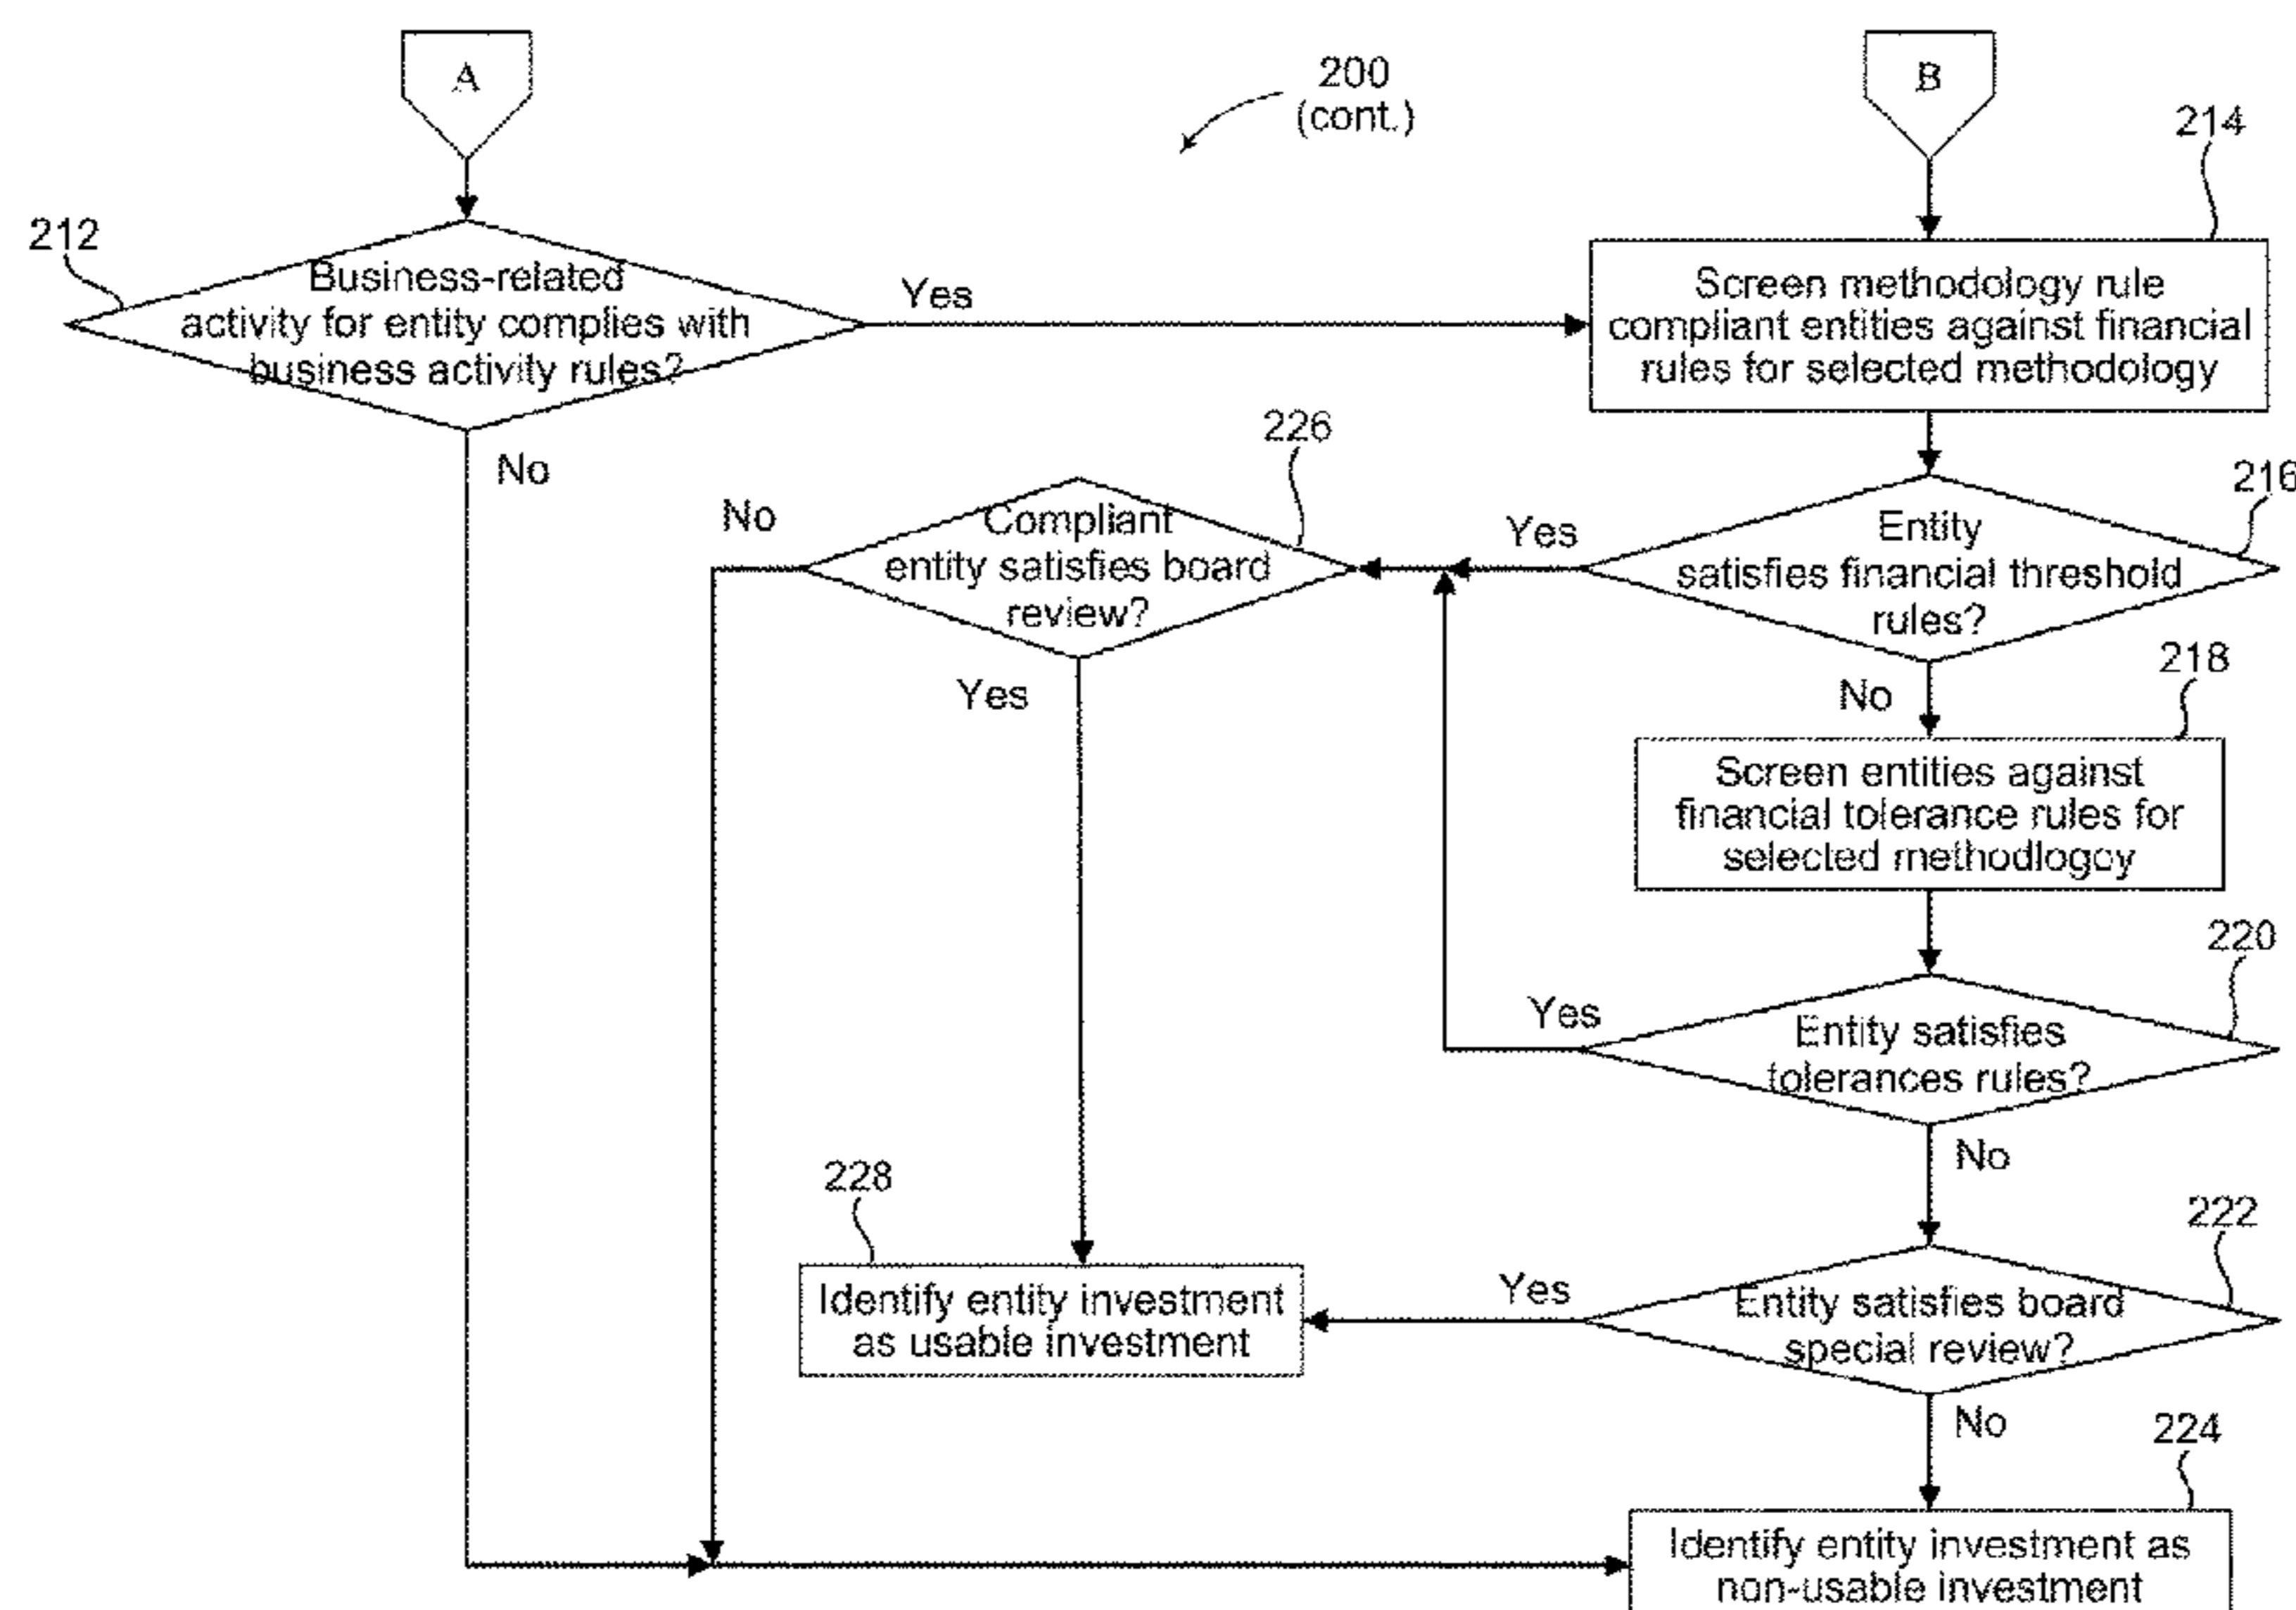 A
200
(cont.)
B
214
212
Business-related
activity for entity complies with
business activity rules?
Yes
No
Screen methodology rule
compliant entities against financial
rules for selected methodology
226
Compliant
entity satisfies board
review?
No
Yes
216
Entity
satisfies financial threshold
rules?
Yes
No
218
Screen entities against
financial tolerance rules for
selected methodlogoy
220
Entity satisfies
tolerances rules?
Yes
No
228
Identify entity investment
as usable investment
222
Entity satisfies board
special review?
Yes
No
224
Identify entity investment as
non-usable investment